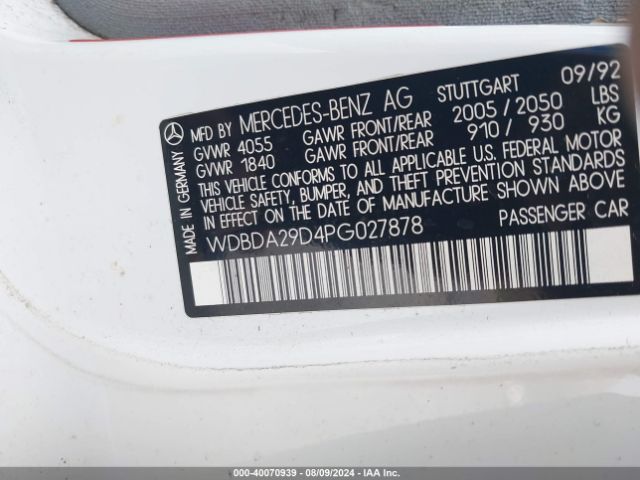 MADE IN GERMANY
MFD BY MERCEDES-BENZ AG STUTTGART 09/92
GVWR 4055 GAWR FRONT/REAR 2005/2050 LBS
GVWR 1840 GAWR FRONT/REAR 910/930 KG
THIS VEHICLE CONFORMS TO ALL APPLICABLE U.S. FEDERAL MOTOR
VEHICLE SAFETY, BUMPER, AND THEFT PREVENTION STANDARDS
IN EFFECT ON THE DATE OF MANUFACTURE SHOWN ABOVE.
WDBDA29D4PG027878 PASSENGER CAR
000-40070939 - 08/09/2024 - IAA Inc.